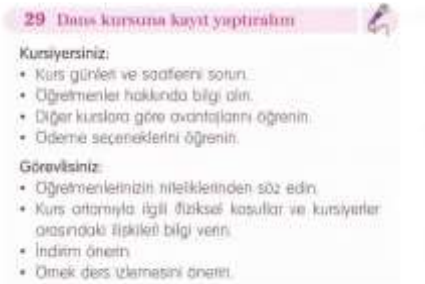 29 Dans kursuna kayıt yaptıralım
Kursiyersiniz:
• Kurs günleri ve saatlerini sorun.
• Öğretmenler hakkında bilgi alın.
• Diğer kurslara göre avantajlarını öğrenin.
• Ödeme seçeneklerini öğrenin.
Görevlisiniz:
• Öğretmenlerinizin niteliklerinden söz edin.
• Kurs ortamıyla ilgili (fiziksel koşullar ve kursiyerler
arasındaki ilişkiler) bilgi verin.
• İndirim önerin.
• Örnek ders izlemesini önerin.